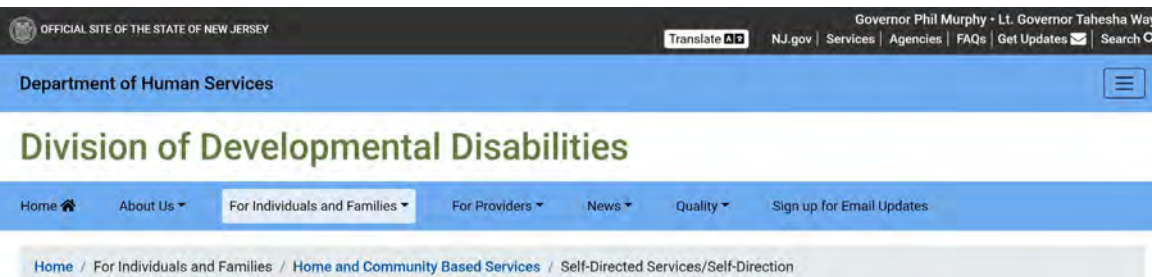 OFFICIAL SITE OF THE STATE OF NEW JERSEY
Governor Phil Murphy • Lt. Governor Tahesha Way
Translate
NJ.gov | Services | Agencies | FAQs | Get Updates | Search
Department of Human Services
Division of Developmental Disabilities
Home About Us For Individuals and Families For Providers News Quality Sign up for Email Updates
Home / For Individuals and Families / Home and Community Based Services / Self-Directed Services/Self-Direction